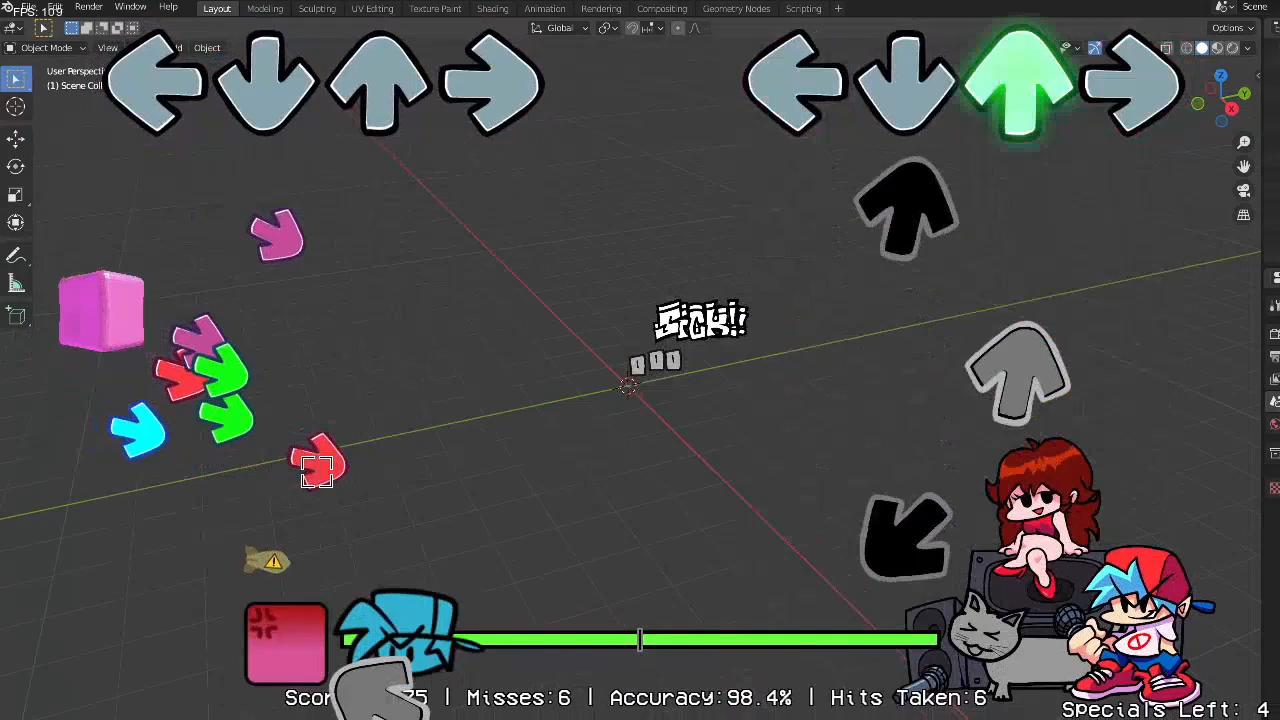 FPS: 109
Render Window Help
Layout Modeling Sculpting UV Editing Texture Paint Shading Animation Rendering Compositing Geometry Nodes Scripting +
Scene
Global
Options
Object Mode View Object
User Perspective
(1) Scene Coll
Z
Y
X
SiCK!!
Misses:6 | Accuracy:98.4% | Hits Taken:6
Specials Left: 4